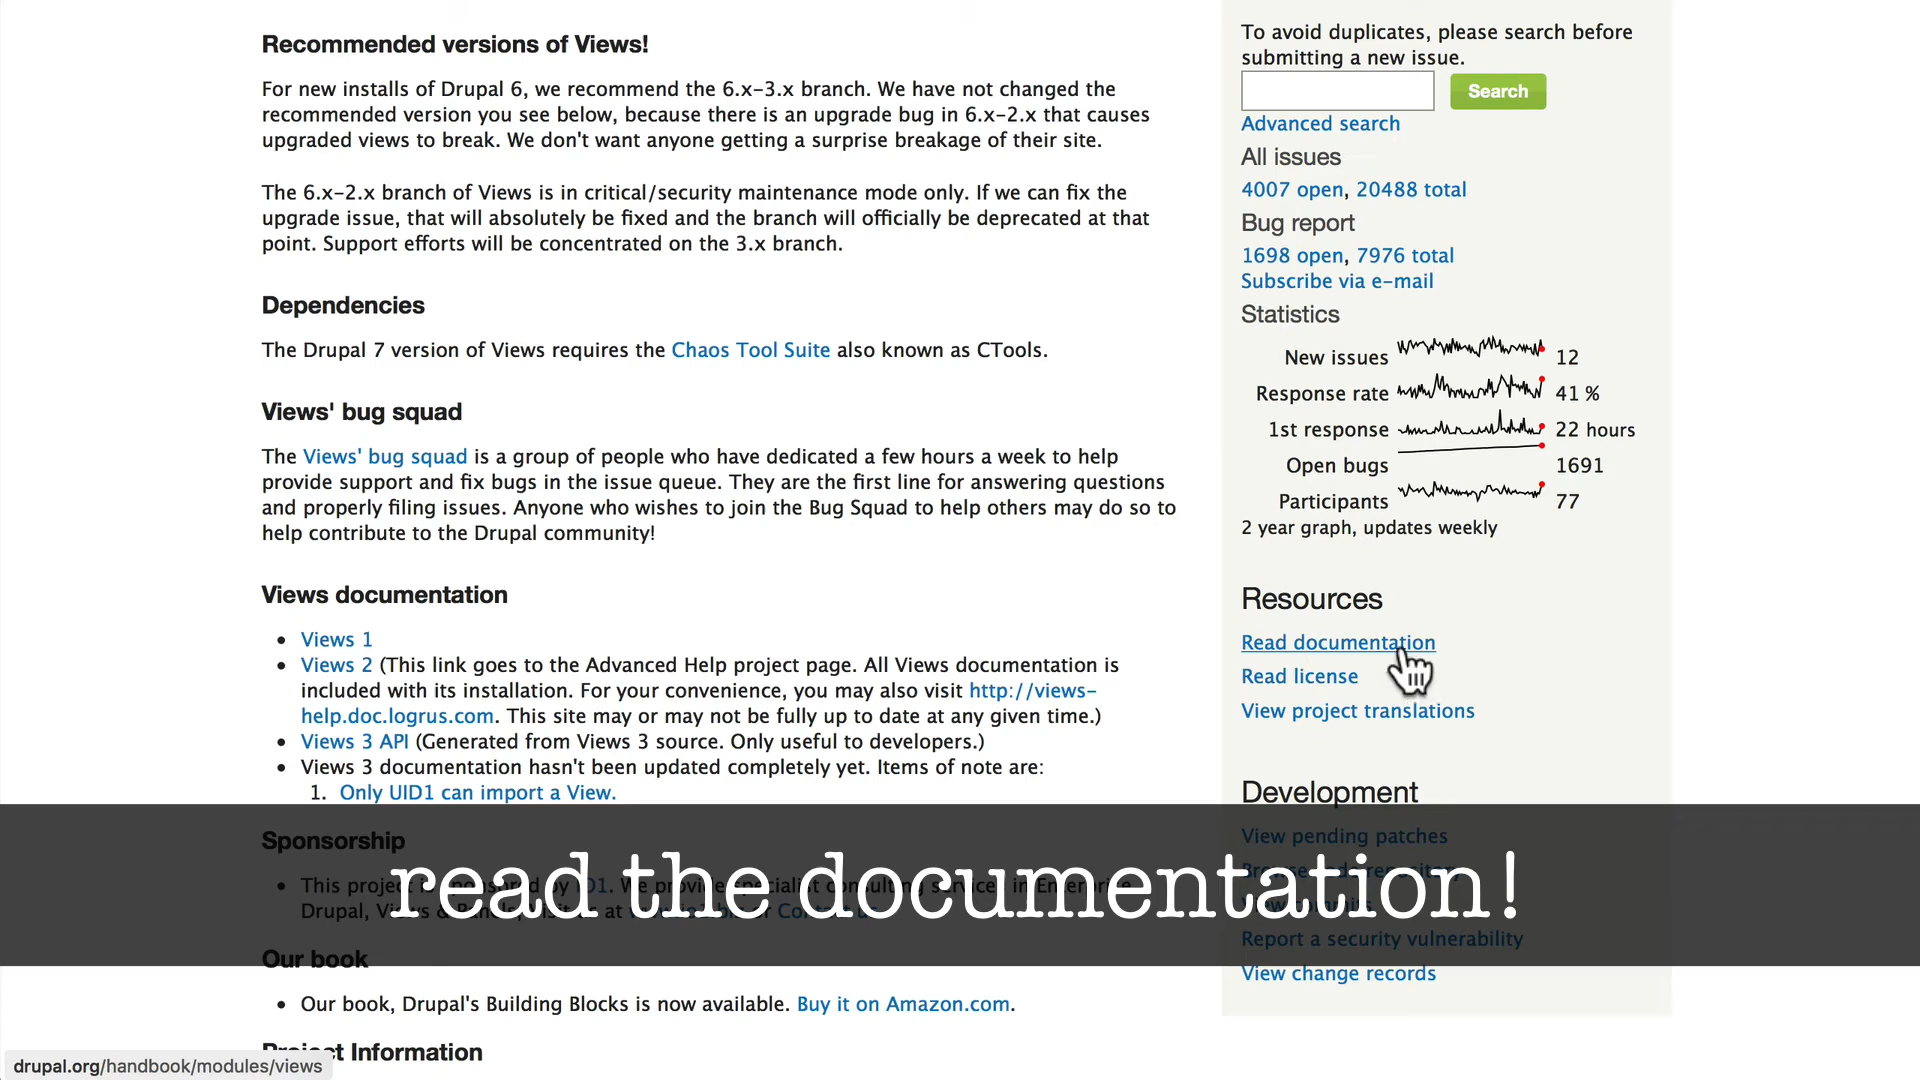 Recommended versions of Views!
For new installs of Drupal 6, we recommend the 6.x-3.x branch. We have not changed the
recommended version you see below, because there is an upgrade bug in 6.x-2.x that causes
upgraded views to break. We don't want anyone getting a surprise breakage of their site.
The 6.x-2.x branch of Views is in critical/security maintenance mode only. If we can fix the
upgrade issue, that will absolutely be fixed and the branch will officially be deprecated at that
point. Support efforts will be concentrated on the 3.x branch.
Dependencies
The Drupal 7 version of Views requires the Chaos Tool Suite also known as CTools.
Views' bug squad
The Views' bug squad is a group of people who have dedicated a few hours a week to help
provide support and fix bugs in the issue queue. They are the first line for answering questions
and properly filing issues. Anyone who wishes to join the Bug Squad to help others may do so to
help contribute to the Drupal community!
Views documentation
• Views 1
• Views 2 (This link goes to the Advanced Help project page. All Views documentation is
included with its installation. For your convenience, you may also visit http://views-
help.doc.logrus.com. This site may or may not be fully up to date at any given time.)
• Views 3 API (Generated from Views 3 source. Only useful to developers.)
• Views 3 documentation hasn't been updated completely yet. Items of note are:
1. Only UID1 can import a View.
Sponsorship
• This project is sponsored by
Drupal, Views
Our book
• Our book, Drupal's Building Blocks is now available. Buy it on Amazon.com.
Project Information
To avoid duplicates, please search before
submitting a new issue.
Search
Advanced search
All issues
4007 open, 20488 total
Bug report
1698 open, 7976 total
Subscribe via e-mail
Statistics
New issues 12
Response rate 41 %
1st response 22 hours
Open bugs 1691
Participants 77
2 year graph, updates weekly
Resources
Read documentation
Read license
View project translations
Development
View pending patches
Report a security vulnerability
View change records
read the documentation!
drupal.org/handbook/modules/views